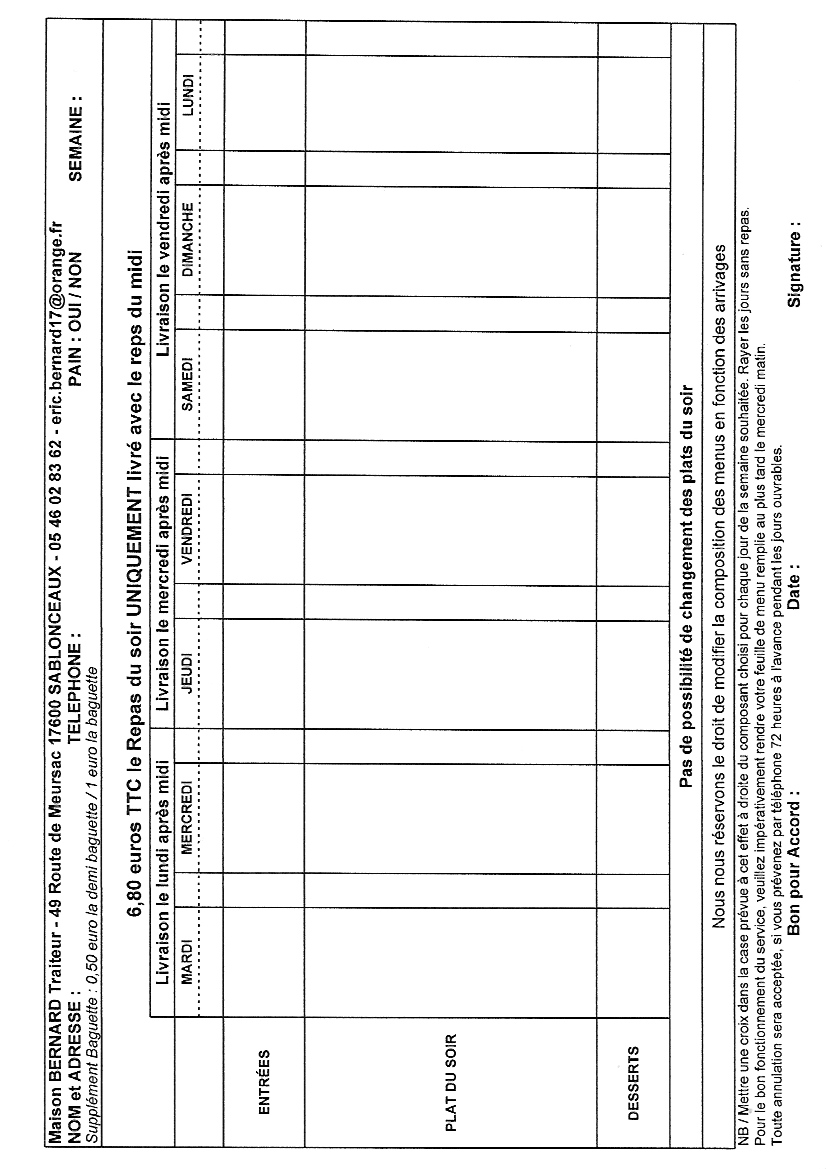 Maison BERNARD Traiteur - 49 Route de Meursac 17600 SABLONCEAUX - 05 46 02 83 62 - eric.bernard17@orange.fr
NOM et ADRESSE : TELEPHONE : PAIN : OUI / NON SEMAINE :
Supplément Baguette : 0,50 euro la demi baguette / 1 euro la baguette
6,80 euros TTC le Repas du soir UNIQUEMENT livré avec le reps du midi
Livraison le lundi après midi Livraison le mercredi après midi Livraison le vendredi après midi
MARDI MERCREDI JEUDI VENDREDI SAMEDI DIMANCHE LUNDI
ENTRÉES
PLAT DU SOIR
DESSERTS
Pas de possibilité de changement des plats du soir
Nous nous réservons le droit de modifier la composition des menus en fonction des arrivages
NB / Mettre une croix dans la case prévue à cet effet à droite du composant choisi pour chaque jour de la semaine souhaitée. Rayer les jours sans repas.
Pour le bon fonctionnement du service, veuillez impérativement rendre votre feuille de menu remplie au plus tard le mercredi matin.
Toute annulation sera acceptée, si vous prévenez par téléphone 72 heures à l'avance pendant les jours ouvrables.
Bon pour Accord : Date : Signature :